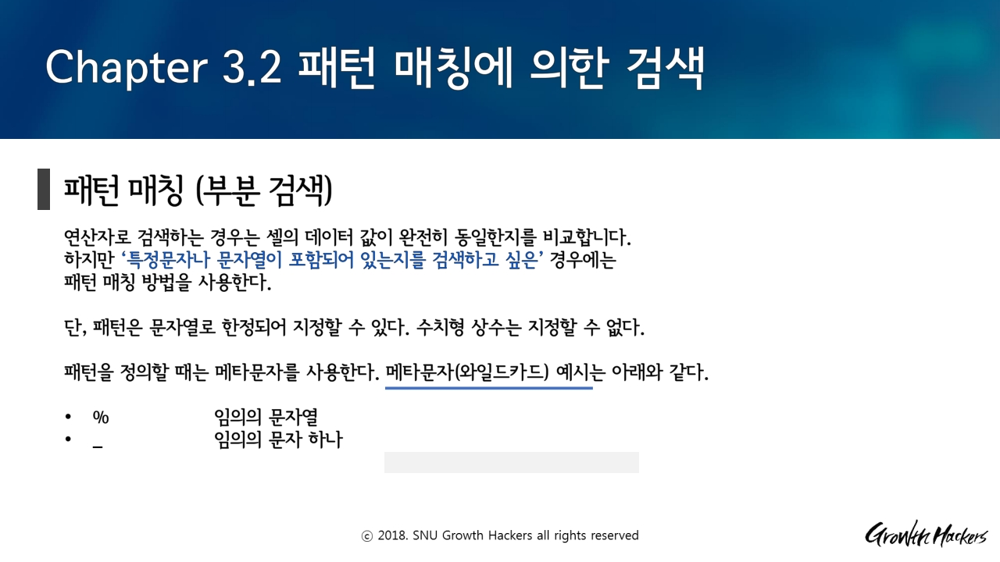 Chapter 3.2 패턴 매칭에 의한 검색
패턴 매칭 (부분 검색)
연산자로 검색하는 경우는 셀의 데이터 값이 완전히 동일한지를 비교합니다.
하지만 ‘특정문자나 문자열이 포함되어 있는지를 검색하고 싶은’ 경우에는
패턴 매칭 방법을 사용한다.
단, 패턴은 문자열로 한정되어 지정할 수 있다. 수치형 상수는 지정할 수 없다.
패턴을 정의할 때는 메타문자를 사용한다. 메타문자(와일드카드) 예시는 아래와 같다.
• % 임의의 문자열
• _ 임의의 문자 하나
ⓒ 2018. SNU Growth Hackers all rights reserved
Growth Hackers